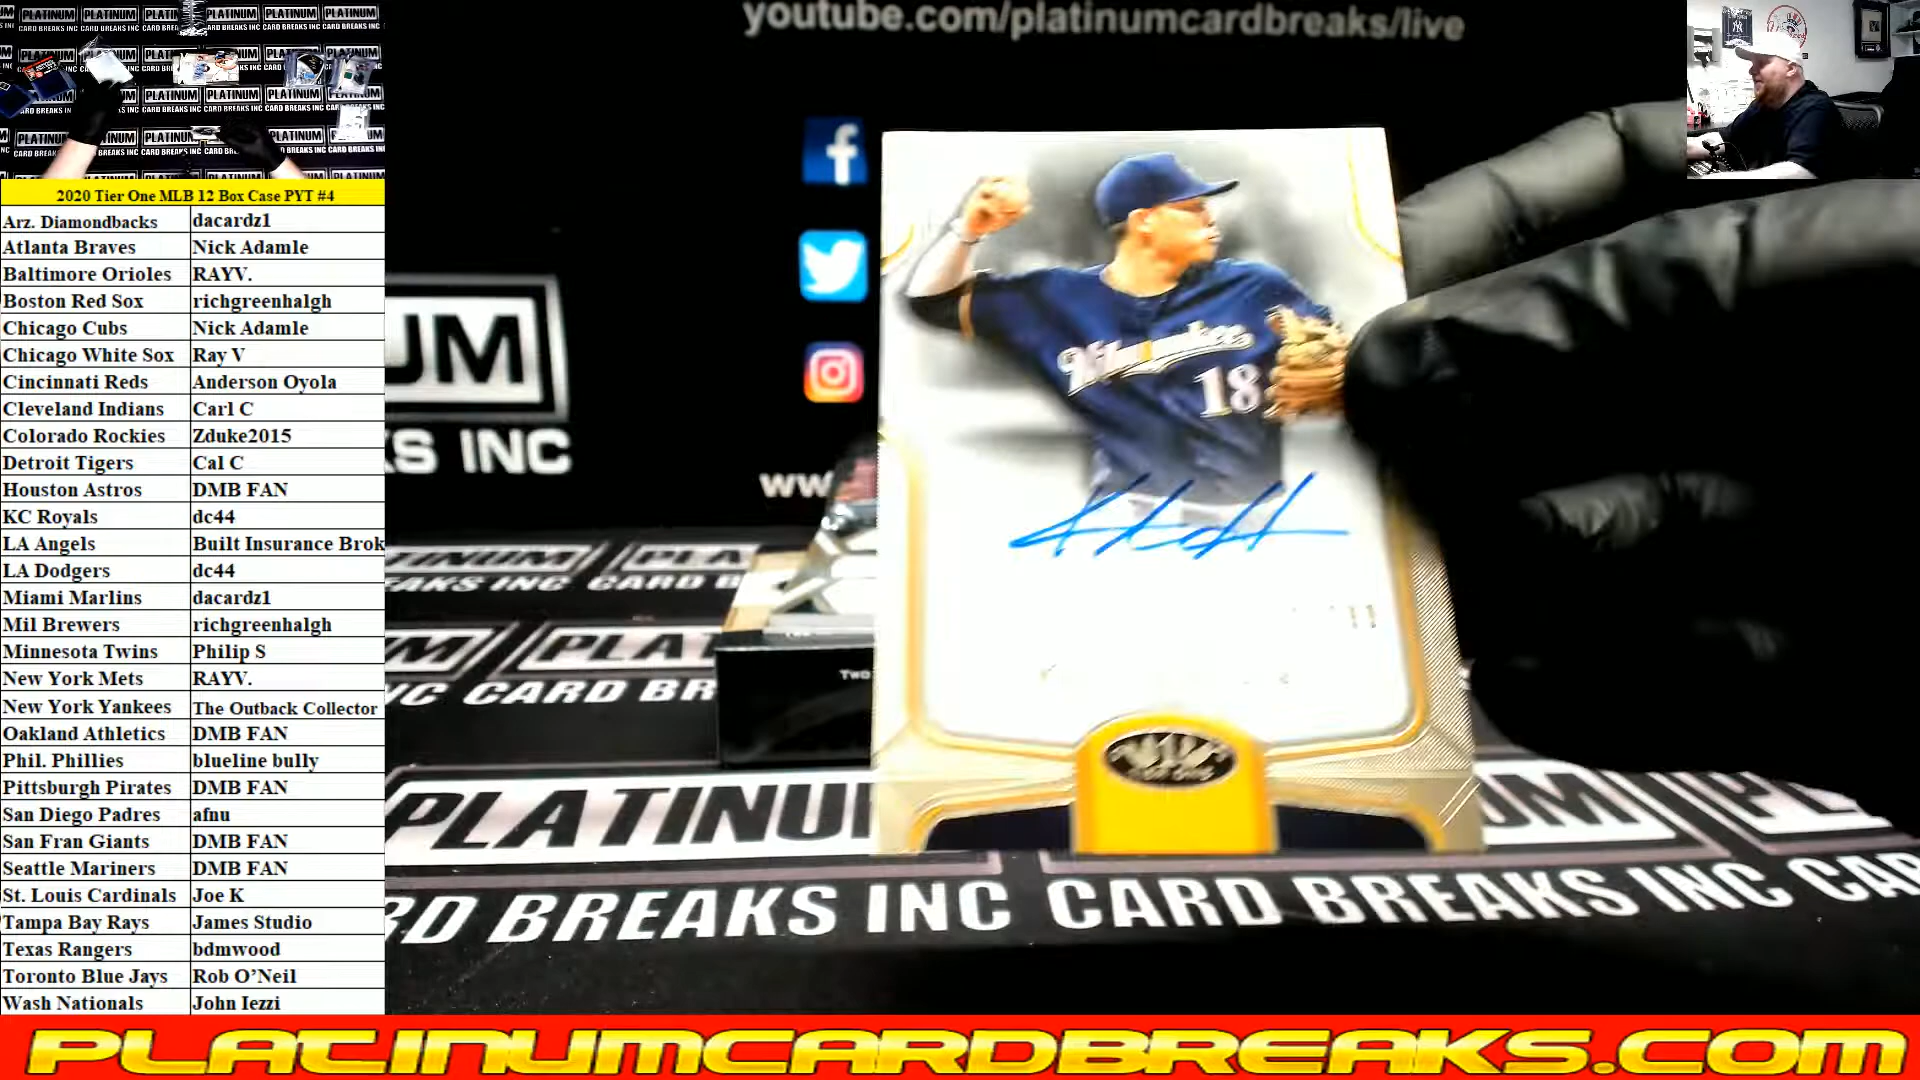 youtube.com/platinumcardbreaks/live
2020 Tier One MLB 12 Box Case PYT #4
Arz. Diamondbacks dacardz1
Atlanta Braves Nick Adamle
Baltimore Orioles RAYV.
Boston Red Sox richgreenhalgh
Chicago Cubs Nick Adamle
Chicago White Sox Ray V
Cincinnati Reds Anderson Oyola
Cleveland Indians Carl C
Colorado Rockies Zduke2015
Detroit Tigers Cal C
Houston Astros DMB FAN
KC Royals dc44
LA Angels Built Insurance Brok
LA Dodgers dc44
Miami Marlins dacardz1
Mil Brewers richgreenhalgh
Minnesota Twins Philip S
New York Mets RAYV.
New York Yankees The Outback Collector
Oakland Athletics DMB FAN
Phil. Phillies blueline bully
Pittsburgh Pirates DMB FAN
San Diego Padres afnu
San Fran Giants DMB FAN
Seattle Mariners DMB FAN
St. Louis Cardinals Joe K
Tampa Bay Rays James Studio
Texas Rangers bdmwood
Toronto Blue Jays Rob O’Neil
Wash Nationals John Iezzi
UM
S INC
ww
Milwaukee
18
TWO
PLATINUM
CARD BREAKS INC CARD BREAKS INC
PLATINUMCARDBREAKS.COM